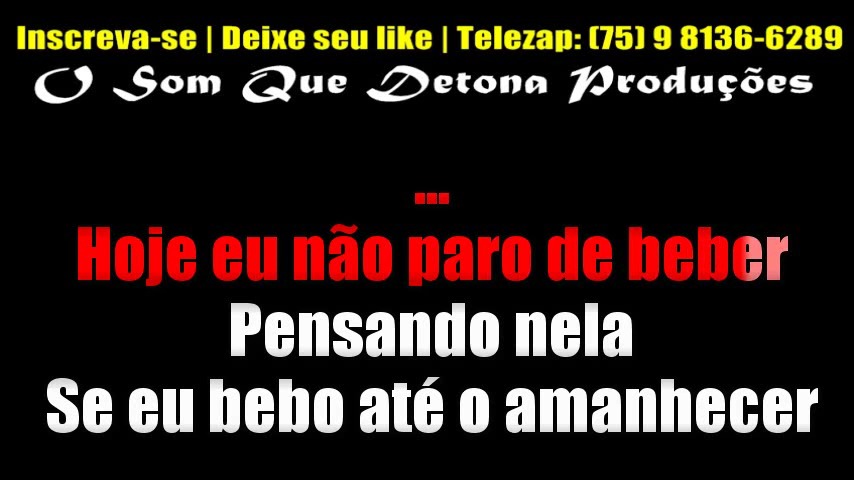 Inscreva-se | Deixe seu like | Telezap: (75) 9 8136-6289
O Som Que Detona Produções
...
Hoje eu não paro de beber
Pensando nela
Se eu bebo até o amanhecer